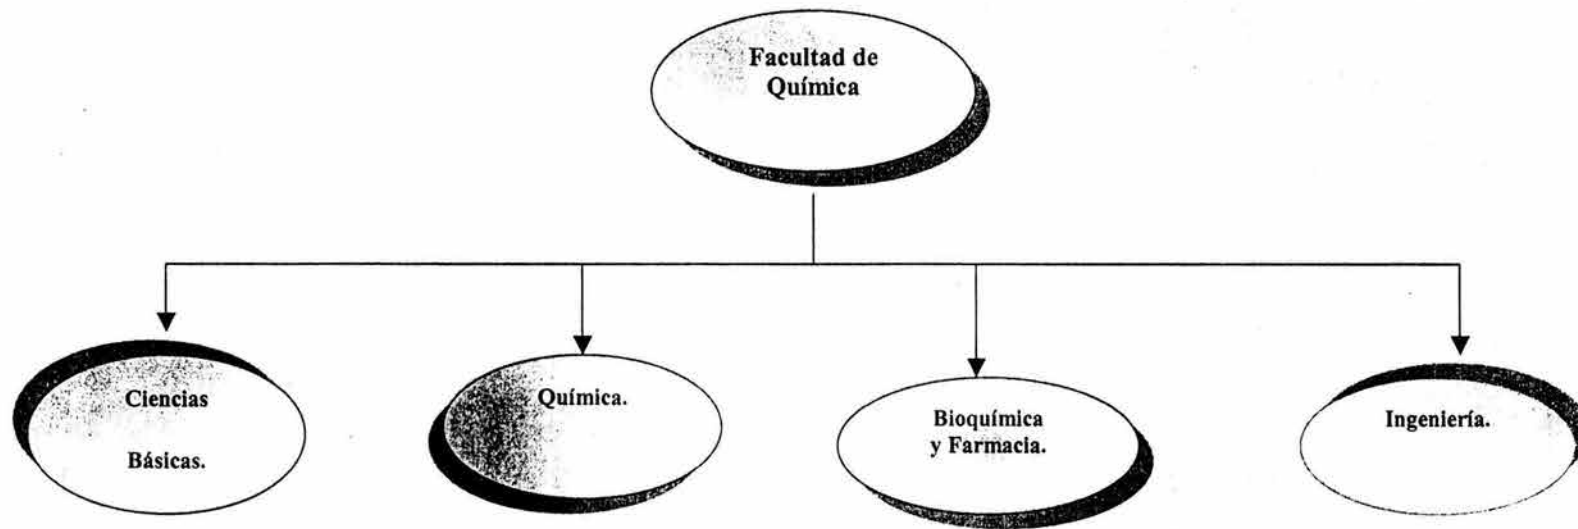 Facultad de
Química
Ciencias
Básicas.
Química.
Bioquímica
y Farmacia.
Ingeniería.